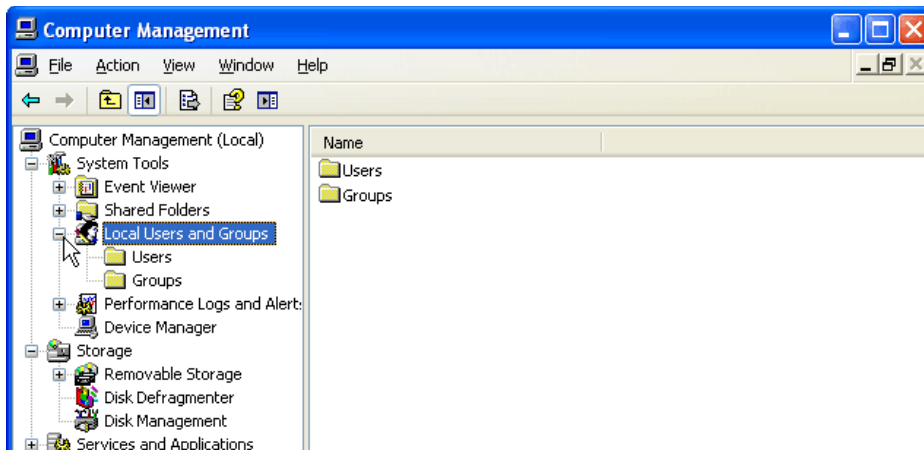 Computer Management
File Action View Window Help
Computer Management (Local)
System Tools
Event Viewer
Shared Folders
Local Users and Groups
Users
Groups
Performance Logs and Alert
Device Manager
Storage
Removable Storage
Disk Defragmenter
Disk Management
Services and Applications
Name
Users
Groups